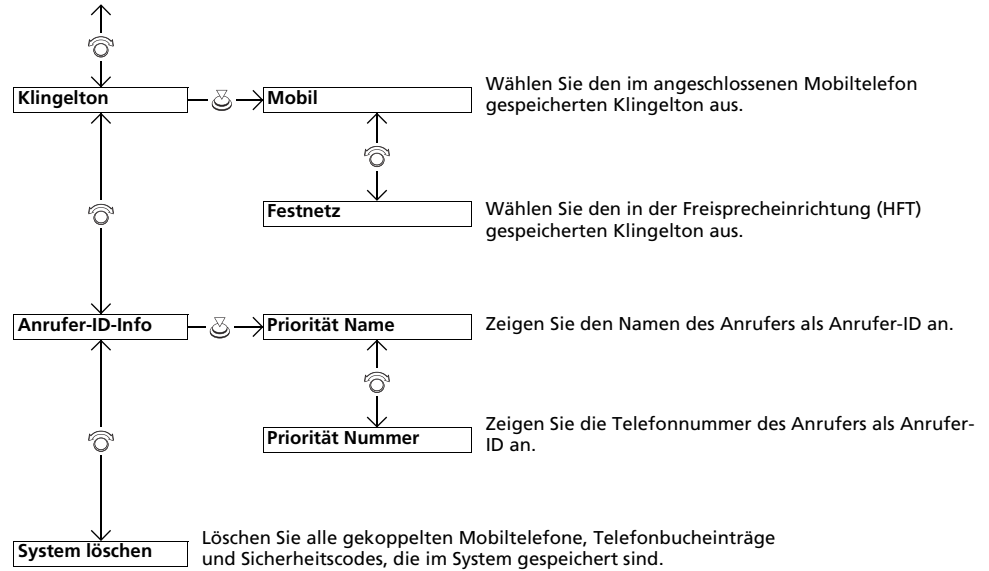 Klingelton
Mobil
Wählen Sie den im angeschlossenen Mobiltelefon
gespeicherten Klingelton aus.
Festnetz
Wählen Sie den in der Freisprecheinrichtung (HFT)
gespeicherten Klingelton aus.
Anrufer-ID-Info
Priorität Name
Zeigen Sie den Namen des Anrufers als Anrufer-ID an.
Priorität Nummer
Zeigen Sie die Telefonnummer des Anrufers als Anrufer-
ID an.
System löschen
Löschen Sie alle gekoppelten Mobiltelefone, Telefonbucheinträge
und Sicherheitscodes, die im System gespeichert sind.